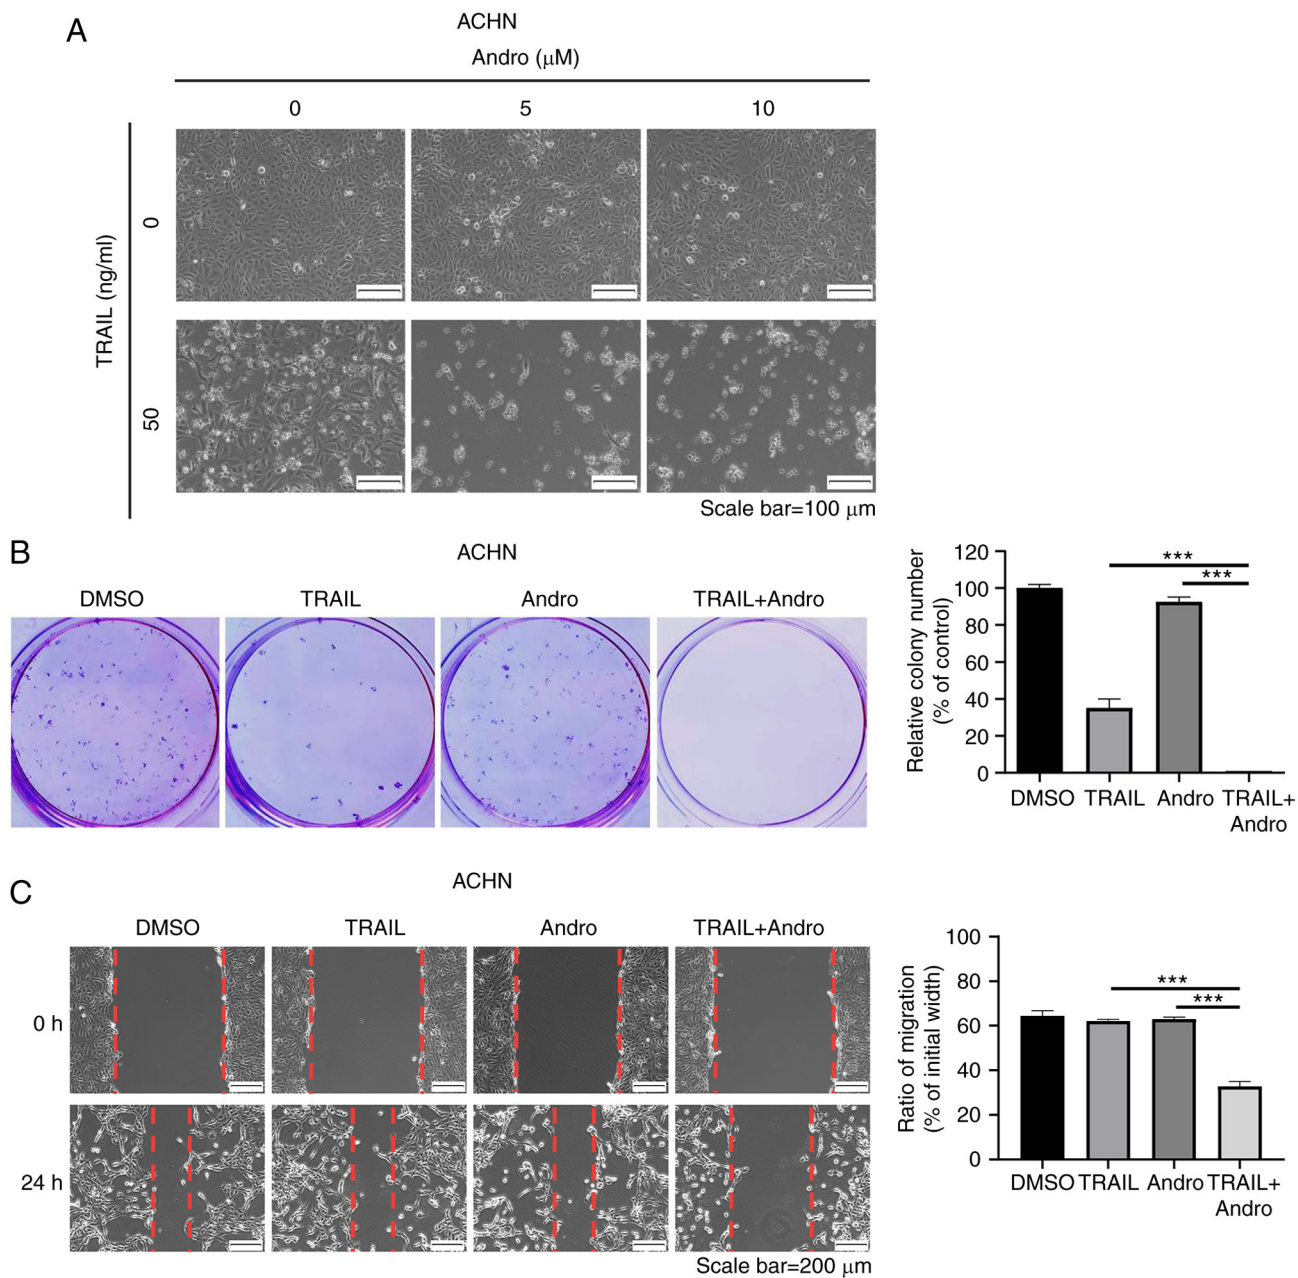 A
ACHN
Andro (μM)
0 5 10
TRAIL (ng/ml)
0
50
Scale bar=100 μm
B
ACHN
DMSO TRAIL Andro TRAIL+Andro
Relative colony number
(% of control)
120
100
80
60
40
20
0
***
***
DMSO TRAIL Andro TRAIL+
Andro
C
ACHN
DMSO TRAIL Andro TRAIL+Andro
0 h
24 h
Scale bar=200 μm
Ratio of migration
(% of initial width)
100
80
60
40
20
0
***
***
DMSO TRAIL Andro TRAIL+
Andro